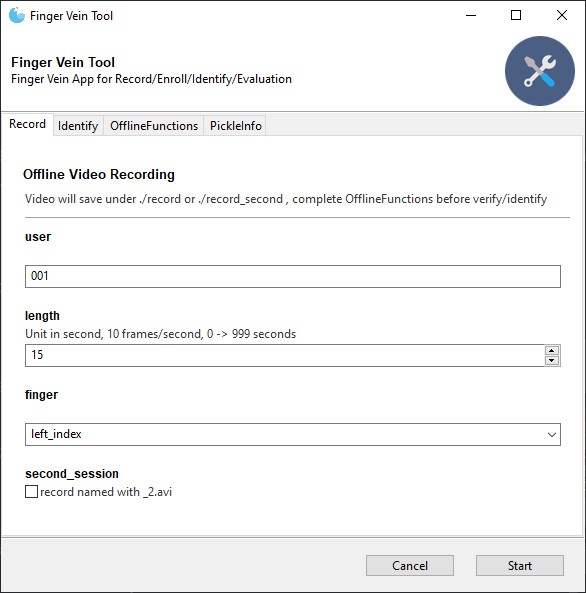 Finger Vein Tool
Finger Vein Tool
Finger Vein App for Record/Enroll/Identify/Evaluation
Record Identify OfflineFunctions PickleInfo
Offline Video Recording
Video will save under ./record or ./record_second , complete OfflineFunctions before verify/identify
user
001
length
Unit in second, 10 frames/second, 0 -> 999 seconds
15
finger
left_index
second_session
record named with _2.avi
Cancel Start